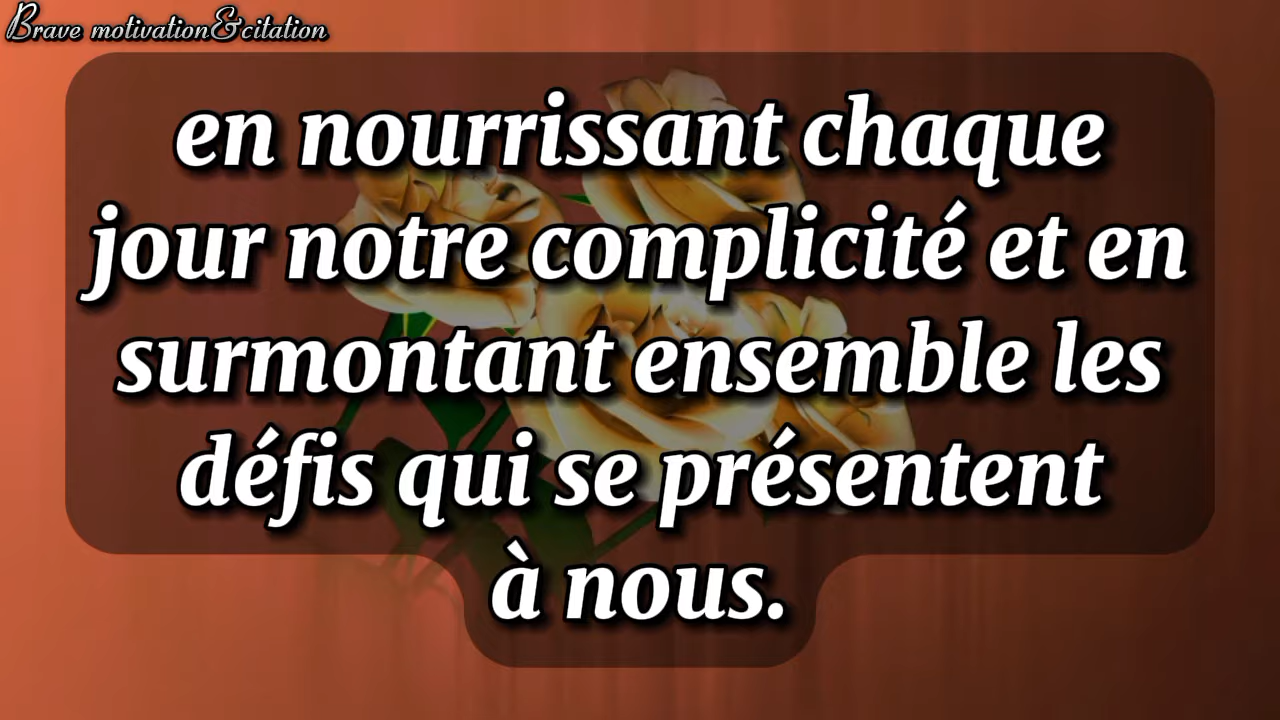 Brave motivation&citation
en nourrissant chaque
jour notre complicité et en
surmontant ensemble les
défis qui se présentent
à nous.